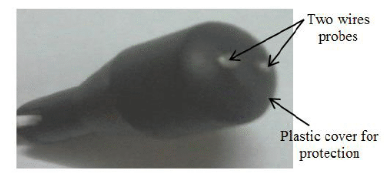 Two wires
probes
Plastic cover for
protection